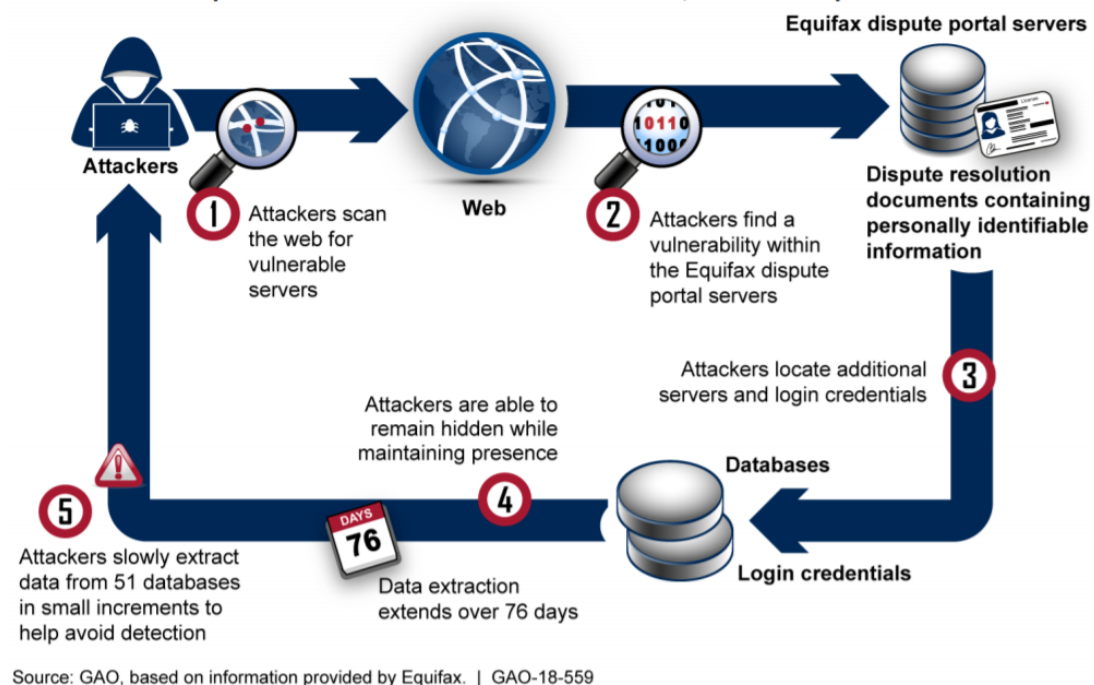 Equifax dispute portal servers
10110
Attackers
Web
Dispute resolution
documents containing
personally identifiable
information
1
Attackers scan
the web for
vulnerable
servers
2
Attackers find a
vulnerability within
the Equifax dispute
portal servers
3
Attackers locate additional
servers and login credentials
Attackers are able to
remain hidden while
maintaining presence
4
Databases
Login credentials
DAYS
76
Data extraction
extends over 76 days
5
Attackers slowly extract
data from 51 databases
in small increments to
help avoid detection
Source: GAO, based on information provided by Equifax. | GAO-18-559